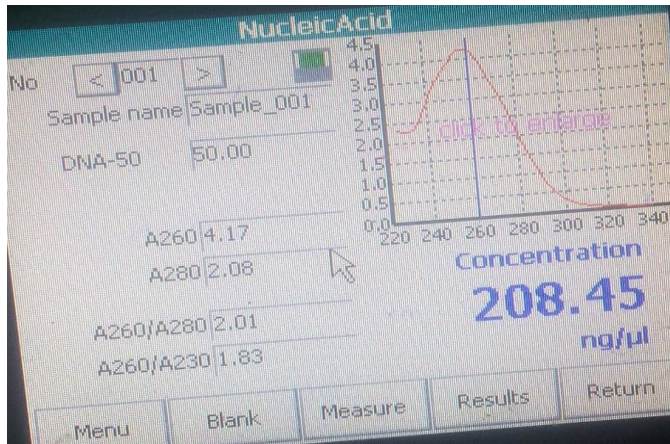 NucleicAcid
No < 001 >
Sample name Sample_001
DNA-50 50.00
A260 4.17
A280 2.08
A260/A280 2.01
A260/A230 1.83
4.5
4.0
3.5
3.0
2.5
2.0
1.5
1.0
0.5
0.0
click to enlarge
220 240 260 280 300 320 340
Concentration
208.45
ng/µl
Menu Blank Measure Results Return